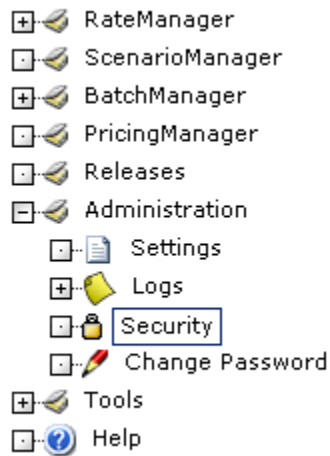 RateManager
ScenarioManager
BatchManager
PricingManager
Releases
Administration
Settings
Logs
Security
Change Password
Tools
Help